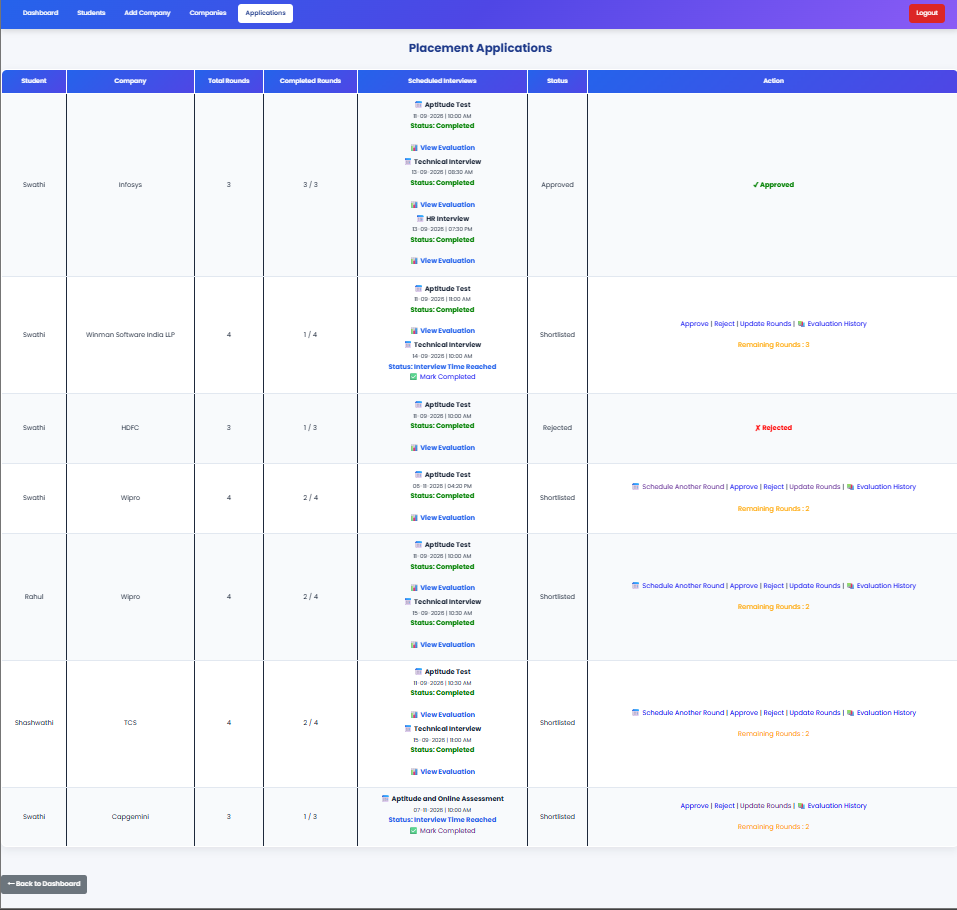 Dashboard Students Add Company Companies Applications Logout
Placement Applications
Student Company Total Rounds Completed Rounds Scheduled Interviews Status Action
Swathi Infosys 3 3 / 3
Aptitude Test
11-09-2026 | 10:00 AM
Status: Completed
View Evaluation
Technical Interview
13-09-2026 | 08:30 AM
Status: Completed
View Evaluation
HR Interview
13-09-2026 | 07:30 PM
Status: Completed
View Evaluation
Approved ✔ Approved
Swathi Winman Software India LLP 4 1 / 4
Aptitude Test
11-09-2026 | 11:00 AM
Status: Completed
View Evaluation
Technical Interview
14-09-2026 | 10:00 AM
Status: Interview Time Reached
Mark Completed
Shortlisted
Approve | Reject | Update Rounds | Evaluation History
Remaining Rounds : 3
Swathi HDFC 3 1 / 3
Aptitude Test
11-09-2026 | 10:00 AM
Status: Completed
View Evaluation
Rejected ✘ Rejected
Swathi Wipro 4 2 / 4
Aptitude Test
06-11-2026 | 04:20 PM
Status: Completed
View Evaluation
Shortlisted
Schedule Another Round | Approve | Reject | Update Rounds | Evaluation History
Remaining Rounds : 2
Rahul Wipro 4 2 / 4
Aptitude Test
11-09-2026 | 10:00 AM
Status: Completed
View Evaluation
Technical Interview
15-09-2026 | 10:30 AM
Status: Completed
View Evaluation
Shortlisted
Schedule Another Round | Approve | Reject | Update Rounds | Evaluation History
Remaining Rounds : 2
Shashwathi TCS 4 2 / 4
Aptitude Test
11-09-2026 | 10:30 AM
Status: Completed
View Evaluation
Technical Interview
15-09-2026 | 11:00 AM
Status: Completed
View Evaluation
Shortlisted
Schedule Another Round | Approve | Reject | Update Rounds | Evaluation History
Remaining Rounds : 2
Swathi Capgemini 3 1 / 3
Aptitude and Online Assessment
07-11-2026 | 10:00 AM
Status: Interview Time Reached
Mark Completed
Shortlisted
Approve | Reject | Update Rounds | Evaluation History
Remaining Rounds : 2
← Back to Dashboard